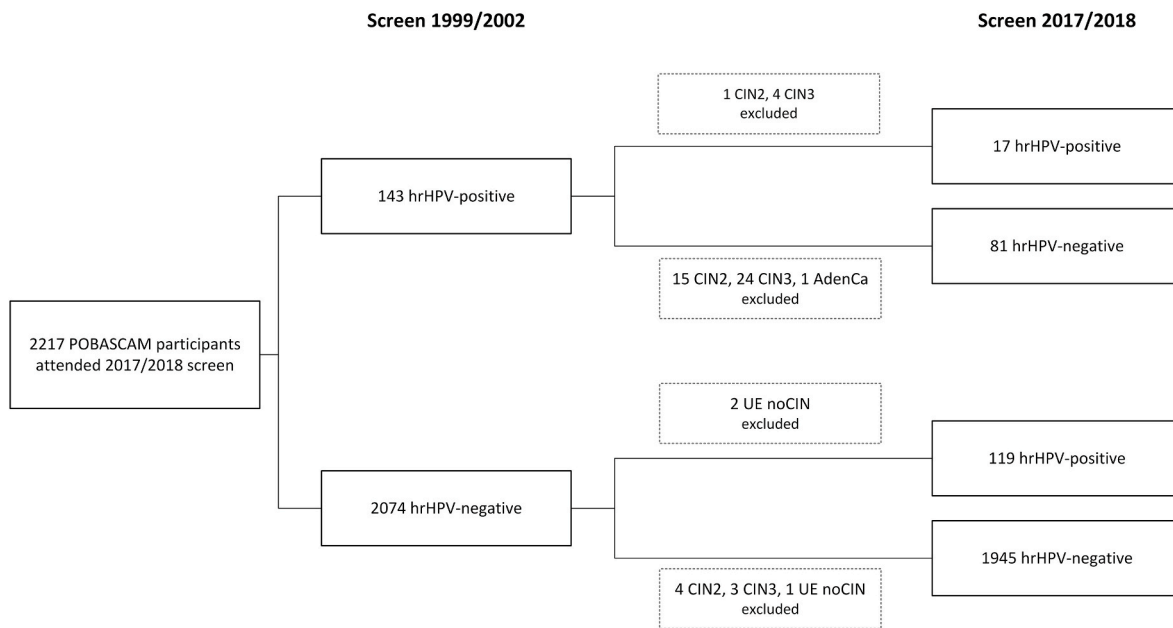 Screen 1999/2002
Screen 2017/2018
1 CIN2, 4 CIN3
excluded
17 hrHPV-positive
143 hrHPV-positive
81 hrHPV-negative
15 CIN2, 24 CIN3, 1 AdenCa
excluded
2217 POBASCAM participants
attended 2017/2018 screen
2 UE noCIN
excluded
119 hrHPV-positive
2074 hrHPV-negative
1945 hrHPV-negative
4 CIN2, 3 CIN3, 1 UE noCIN
excluded